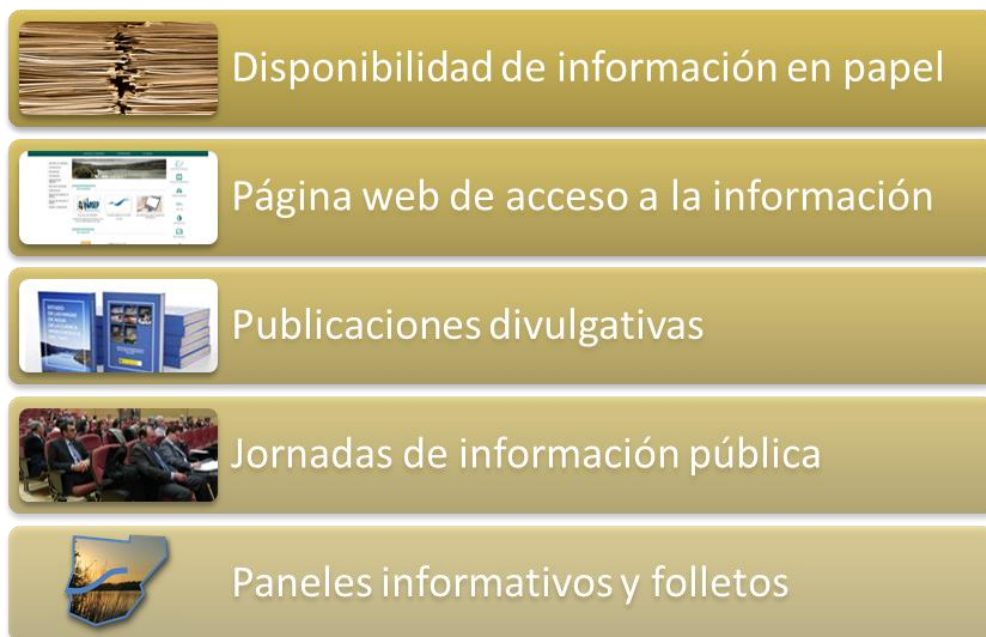 Disponibilidad de información en papel
Página web de acceso a la información
Publicaciones divulgativas
Jornadas de información pública
Paneles informativos y folletos